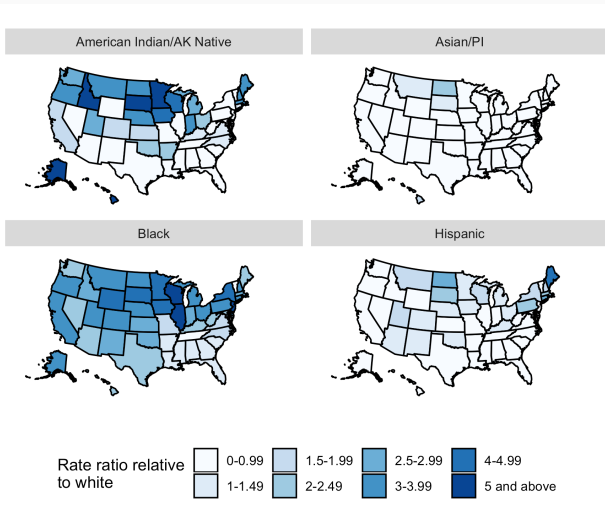 American Indian/AK Native
Asian/PI
Black
Hispanic
Rate ratio relative
to white
0-0.99
1.5-1.99
2.5-2.99
4-4.99
1-1.49
2-2.49
3-3.99
5 and above